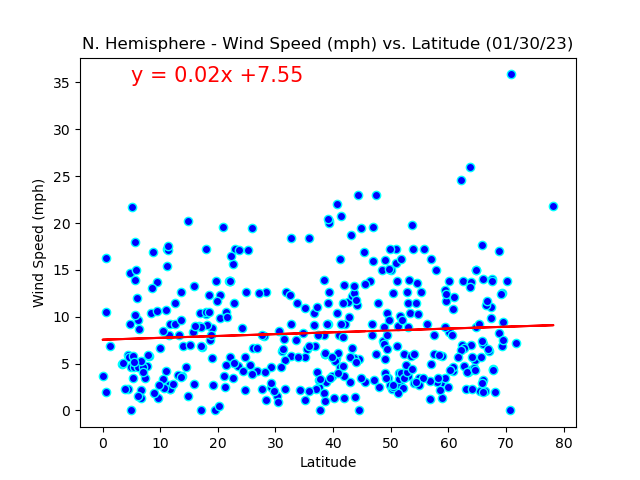 N. Hemisphere - Wind Speed (mph) vs. Latitude (01/30/23)
y = 0.02x +7.55
35
30
25
20
15
10
5
0
Wind Speed (mph)
0 10 20 30 40 50 60 70 80
Latitude